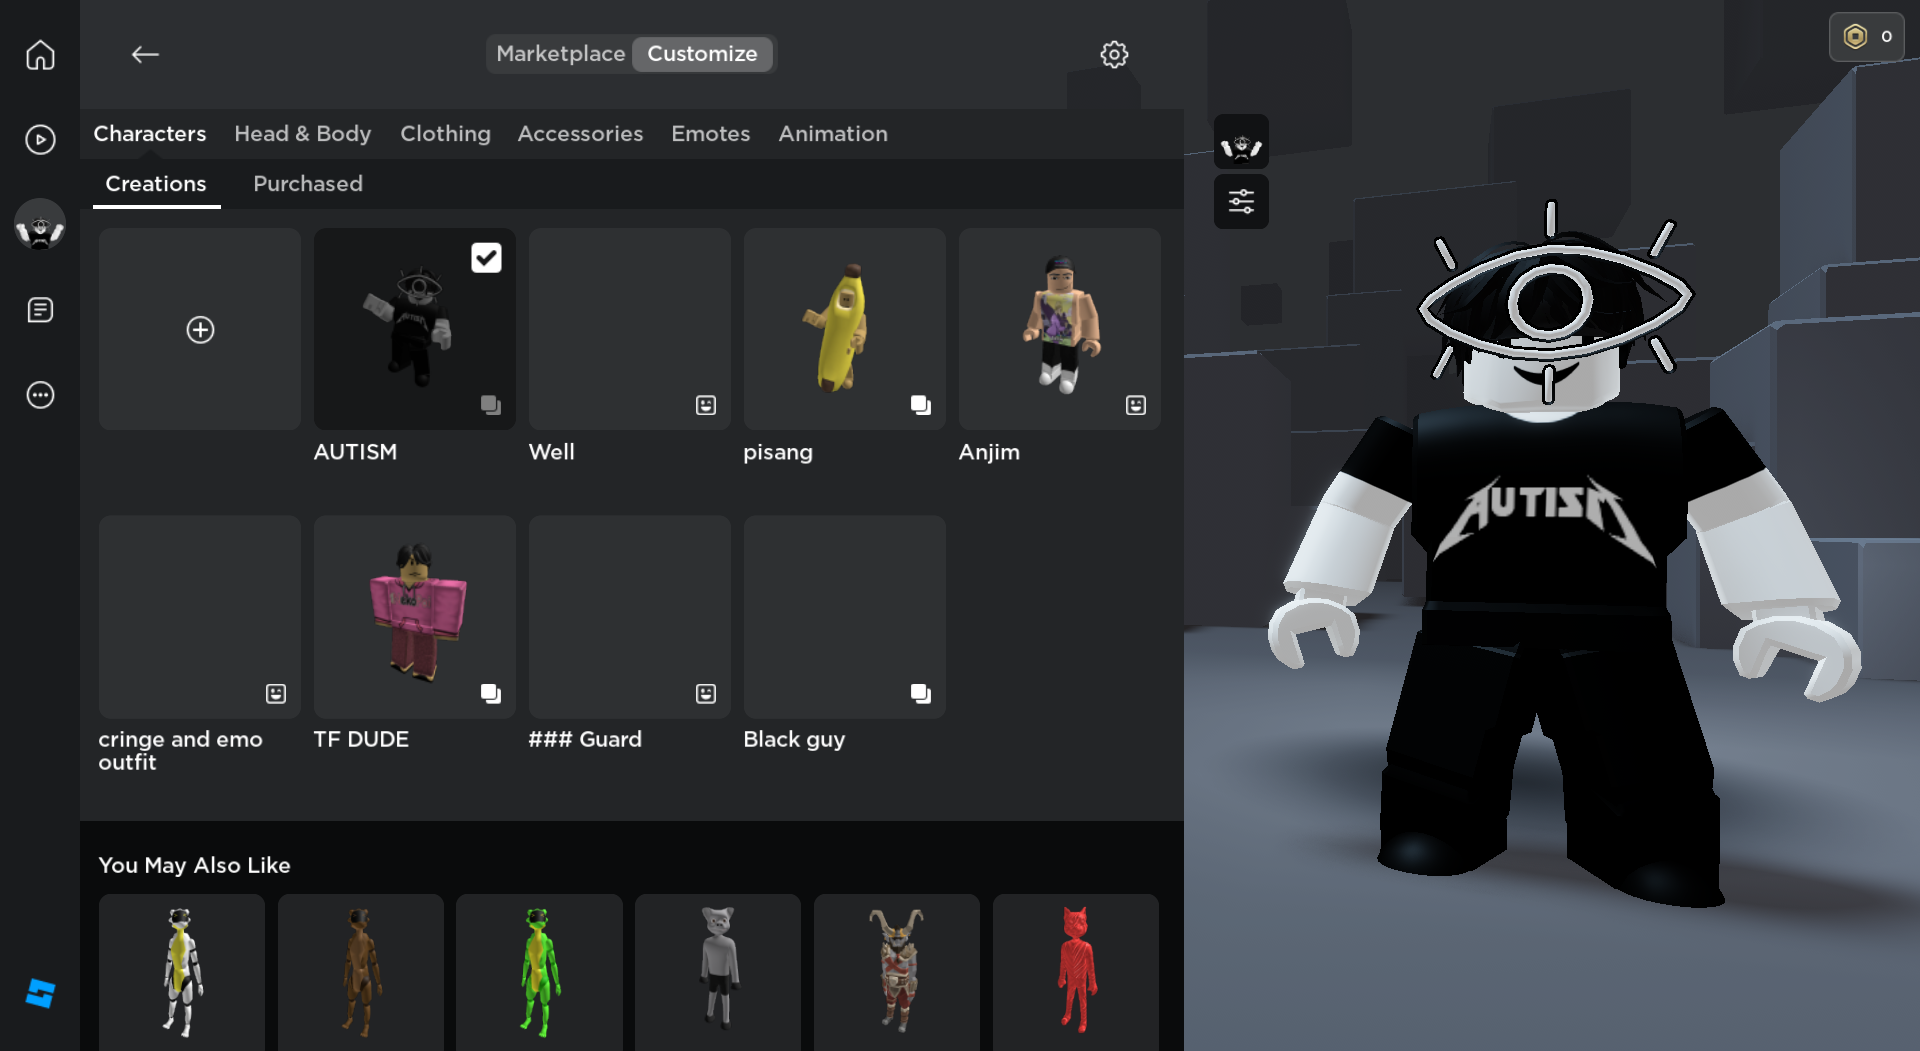 Marketplace Customize
0
Characters Head & Body Clothing Accessories Emotes Animation
Creations Purchased
AUTISM Well pisang Anjim
cringe and emo
outfit
TF DUDE
### Guard
Black guy
You May Also Like
AUTISM